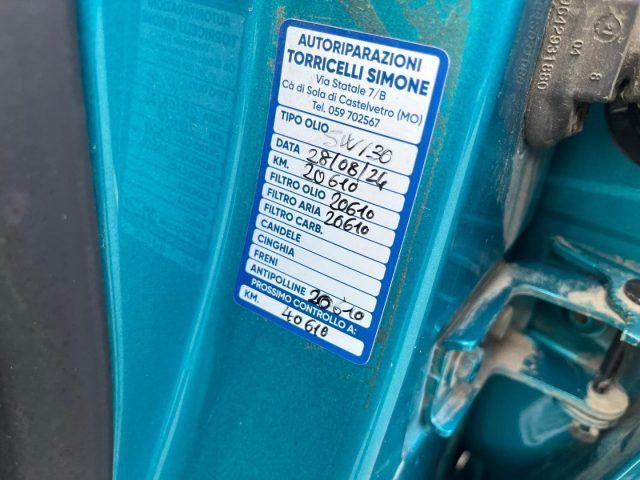 AUTORIPARAZIONI
TORRICELLI SIMONE
Via Statale 7/B
Cà di Sola di Castelvetro (MO)
Tel. 059 702567
TIPO OLIO 5W/30
DATA 28/08/24
KM. 20610
FILTRO OLIO 20610
FILTRO ARIA 20610
FILTRO CARB.
CANDELE
CINGHIA
FRENI
ANTIPOLLINE 20610
PROSSIMO CONTROLLO A:
KM. 40610